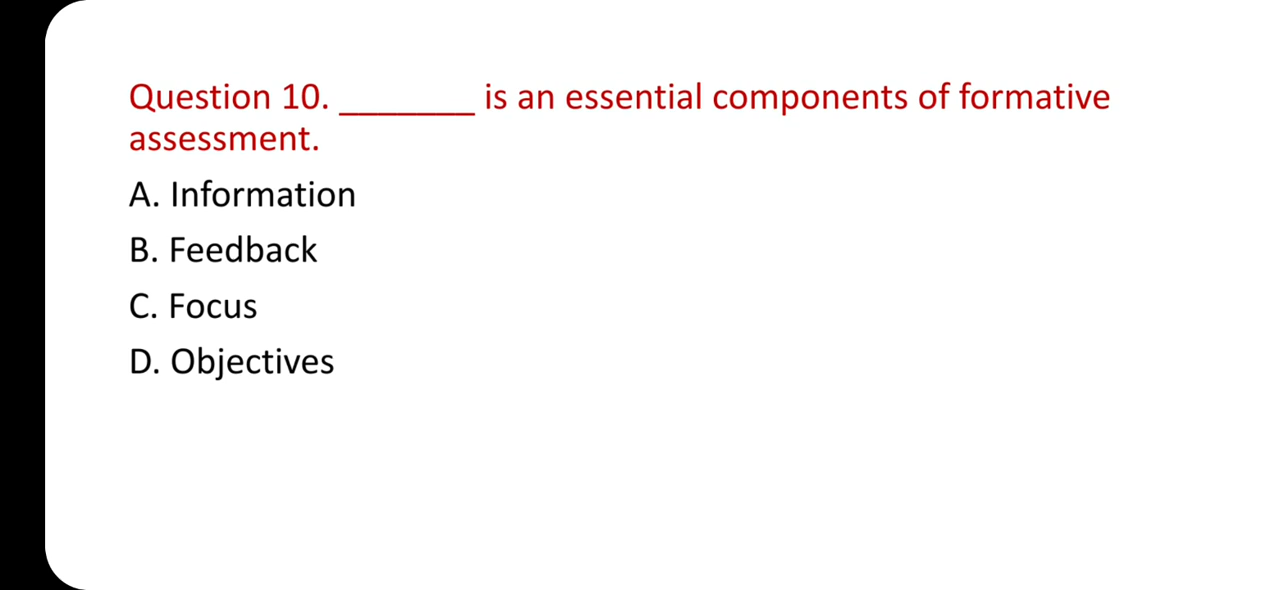 Question 10. _______ is an essential components of formative
assessment.
A. Information
B. Feedback
C. Focus
D. Objectives